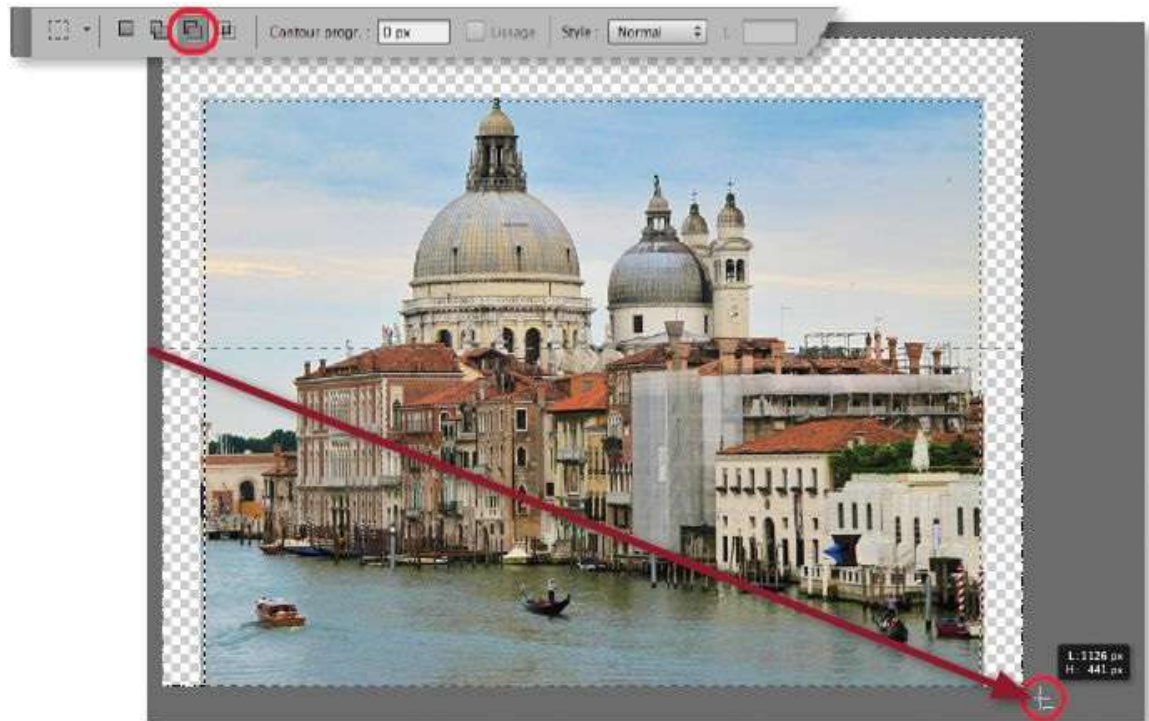 Contour progr. : 0 px Lissage Style : Normal L
L: 1126 px
H: 441 px